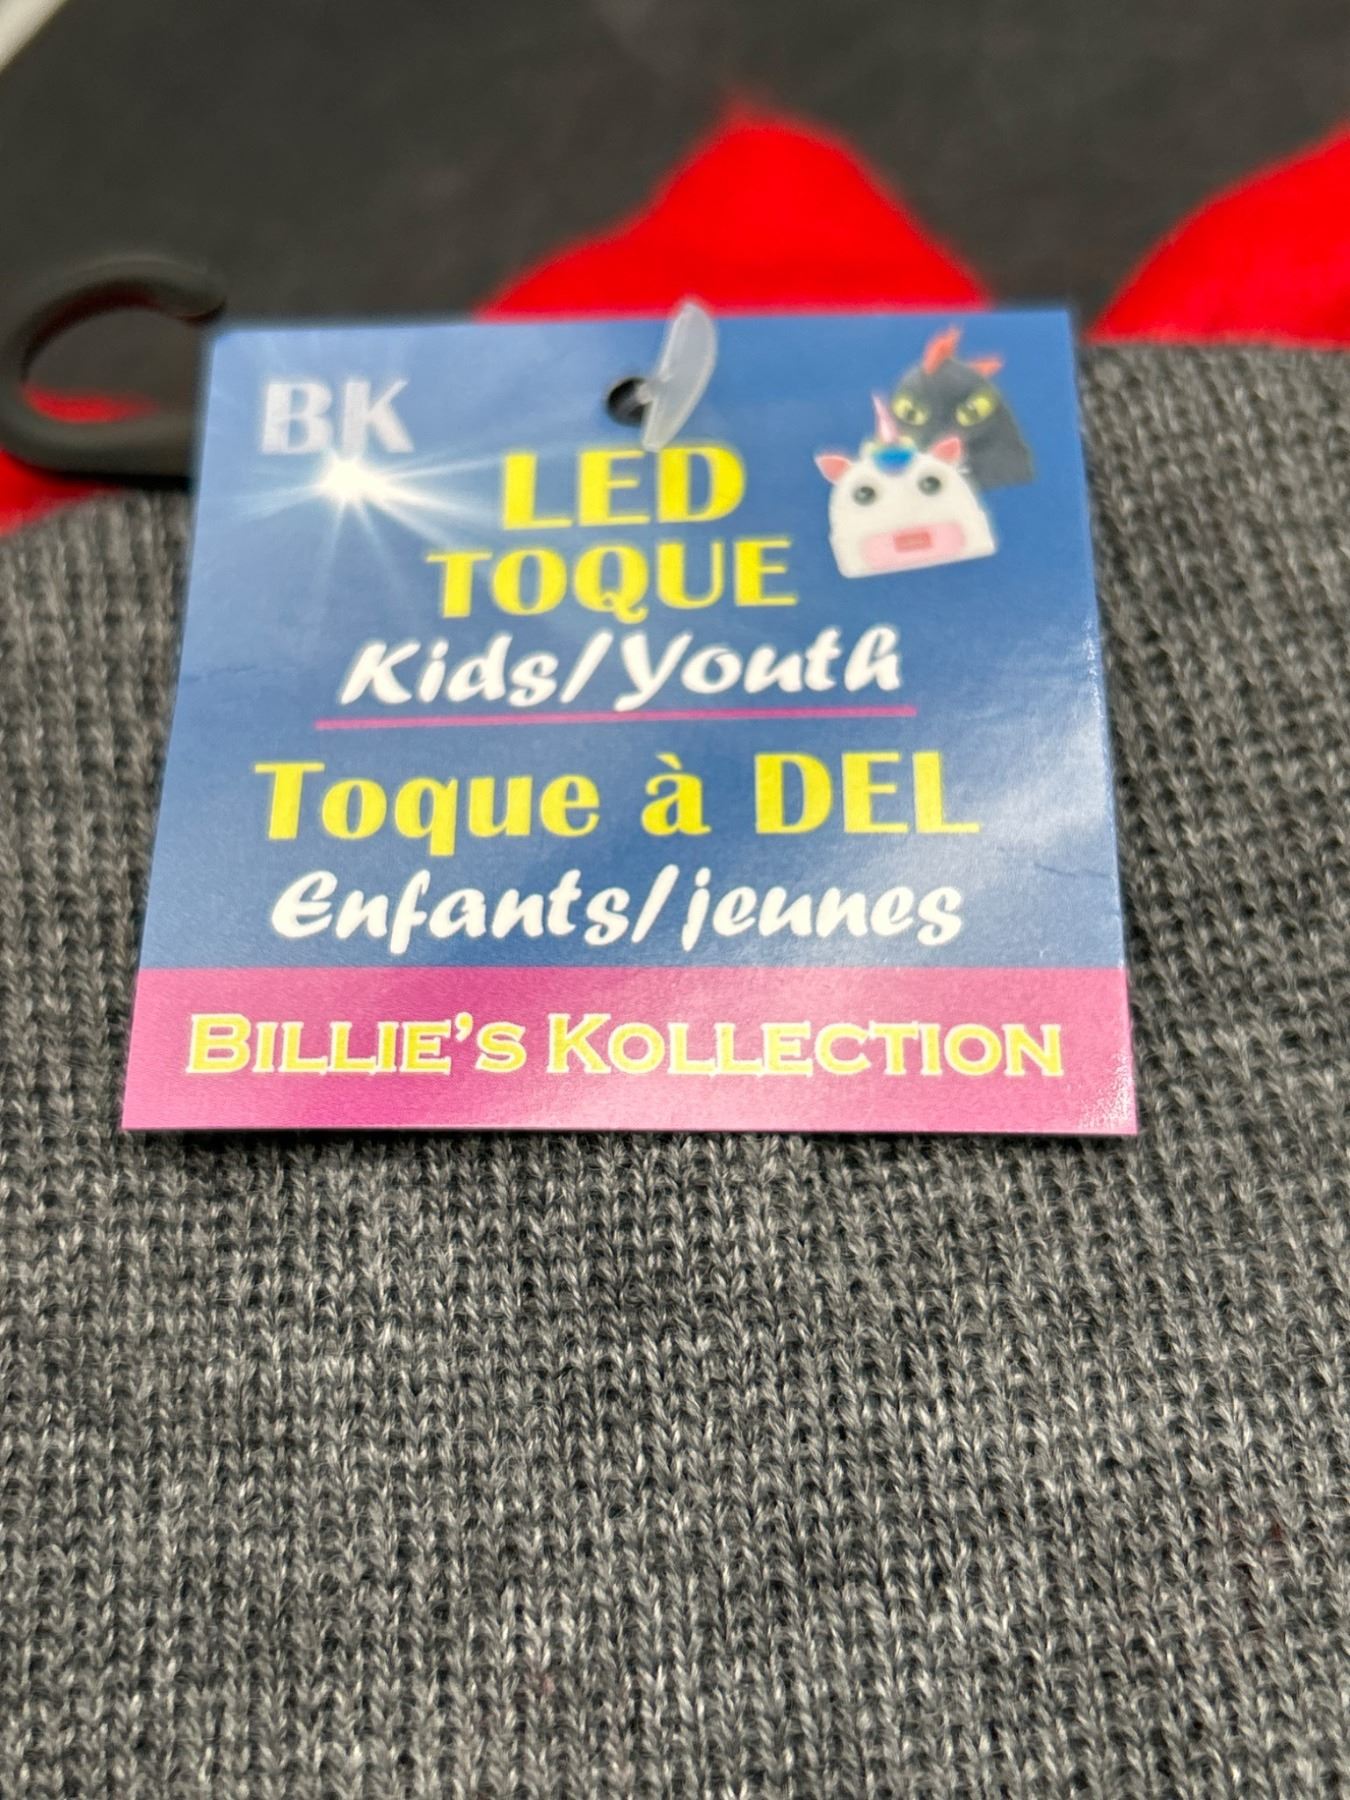 BK
LED
TOQUE
Kids/Youth
Toque à DEL
Enfants/jeunes
BILLIE'S KOLLECTION